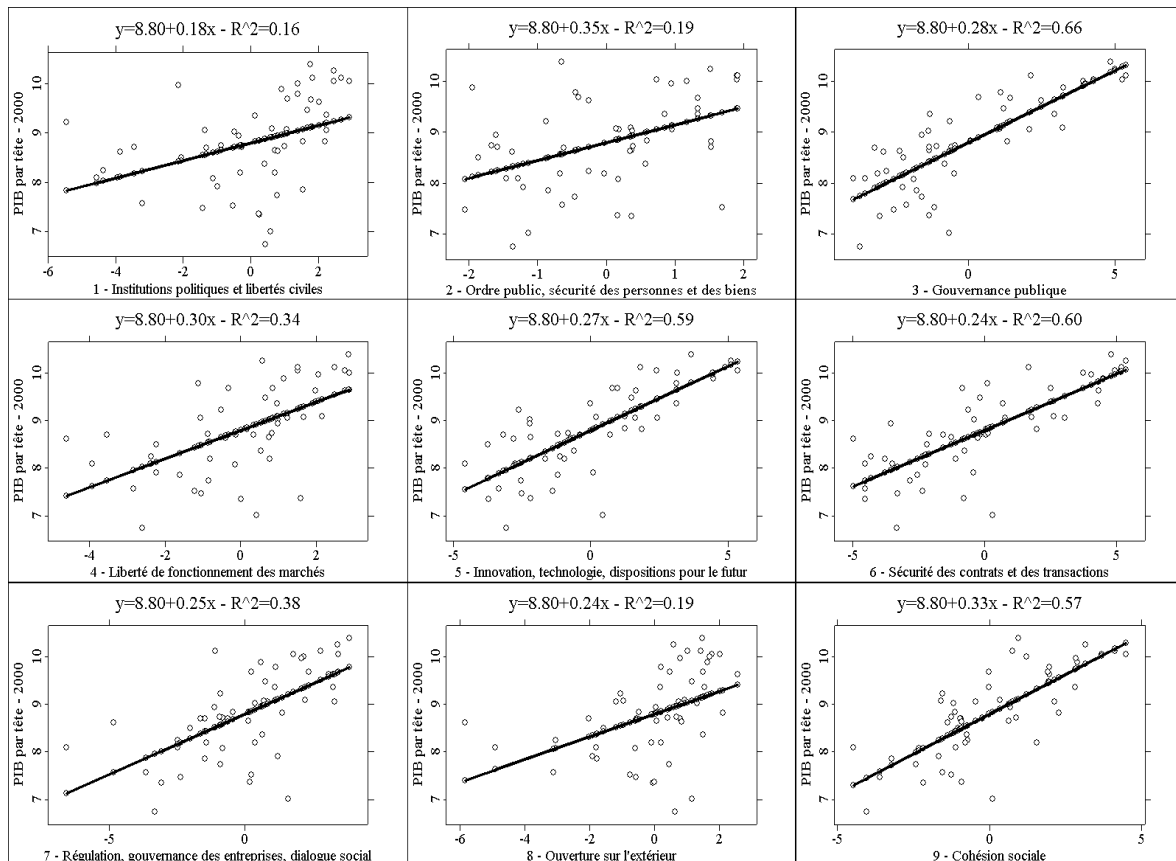 y=8.80+0.18x - R^2=0.16
PIB par tête - 2000
10
9
8
7
-6 -4 -2 0 2
1 - Institutions politiques et libertés civiles
y=8.80+0.35x - R^2=0.19
PIB par tête - 2000
10
9
8
7
-2 -1 0 1 2
2 - Ordre public, sécurité des personnes et des biens
y=8.80+0.28x - R^2=0.66
PIB par tête - 2000
10
9
8
7
0 5
3 - Gouvernance publique
y=8.80+0.30x - R^2=0.34
PIB par tête - 2000
10
9
8
7
-4 -2 0 2
4 - Liberté de fonctionnement des marchés
y=8.80+0.27x - R^2=0.59
PIB par tête - 2000
10
9
8
7
-5 0 5
5 - Innovation, technologie, dispositions pour le futur
y=8.80+0.24x - R^2=0.60
PIB par tête - 2000
10
9
8
7
-5 0 5
6 - Sécurité des contrats et des transactions
y=8.80+0.25x - R^2=0.38
PIB par tête - 2000
10
9
8
7
-5 0
7 - Régulation, gouvernance des entreprises, dialogue social
y=8.80+0.24x - R^2=0.19
PIB par tête - 2000
10
9
8
7
-6 -4 -2 0 2
8 - Ouverture sur l'extérieur
y=8.80+0.33x - R^2=0.57
PIB par tête - 2000
10
9
8
7
-5 0 5
9 - Cohésion sociale